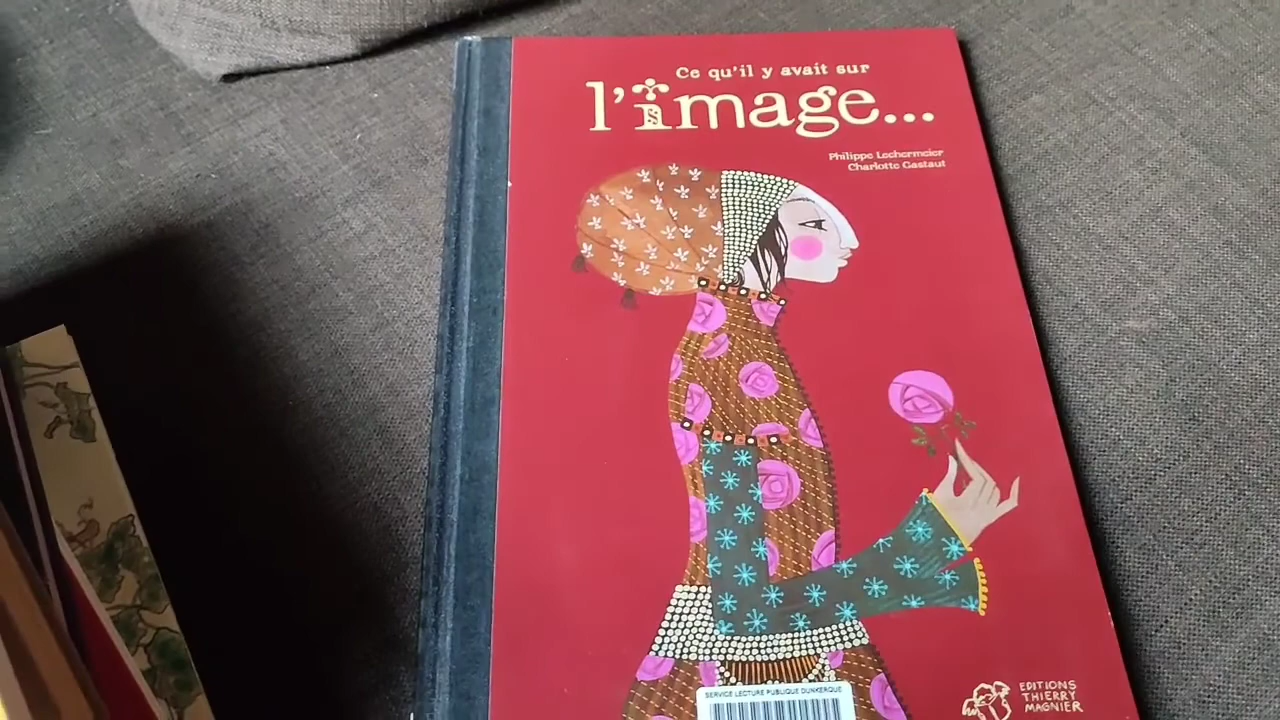 Ce qu'il y avait sur
l'image...
Philippe Lechermeier
Charlotte Gastaut
SERVICE LECTURE PUBLIQUE DUNKERQUE
EDITIONS
THIERRY
MAGNIER